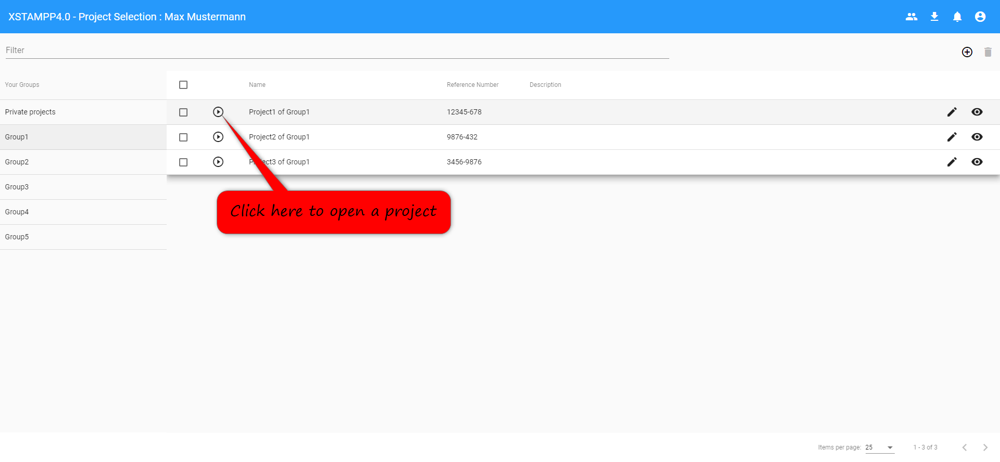 XSTAMPP4.0 - Project Selection : Max Mustermann
Filter
Your Groups
Name Reference Number Description
Private projects
Project1 of Group1 12345-678
Group1
Project2 of Group1 9876-432
Group2
of Group1 3456-9876
Group3
Group4
Group5
Click here to open a project
Items per page: 25 1 - 3 of 3